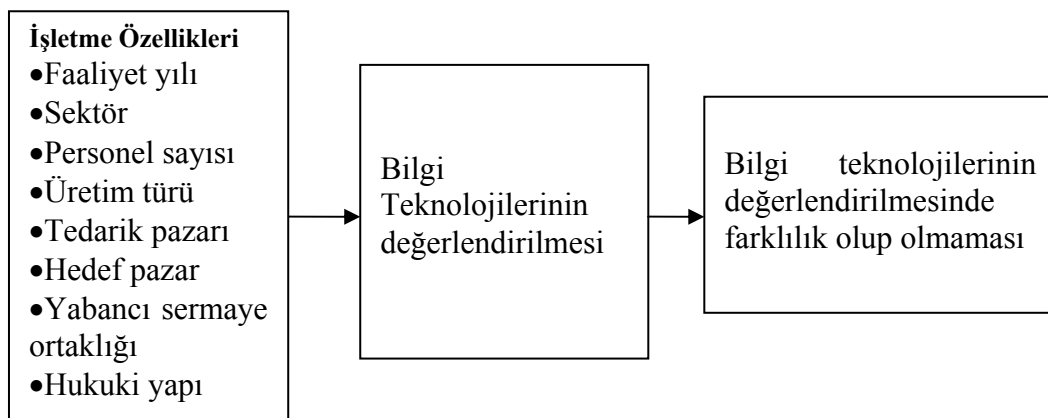 İşletme Özellikleri
•Faaliyet yılı
•Sektör
•Personel sayısı
•Üretim türü
•Tedarik pazarı
•Hedef pazar
•Yabancı sermaye
ortaklığı
•Hukuki yapı
Bilgi
Teknolojilerinin
değerlendirilmesi
Bilgi teknolojilerinin
değerlendirilmesinde
farklılık olup olmaması